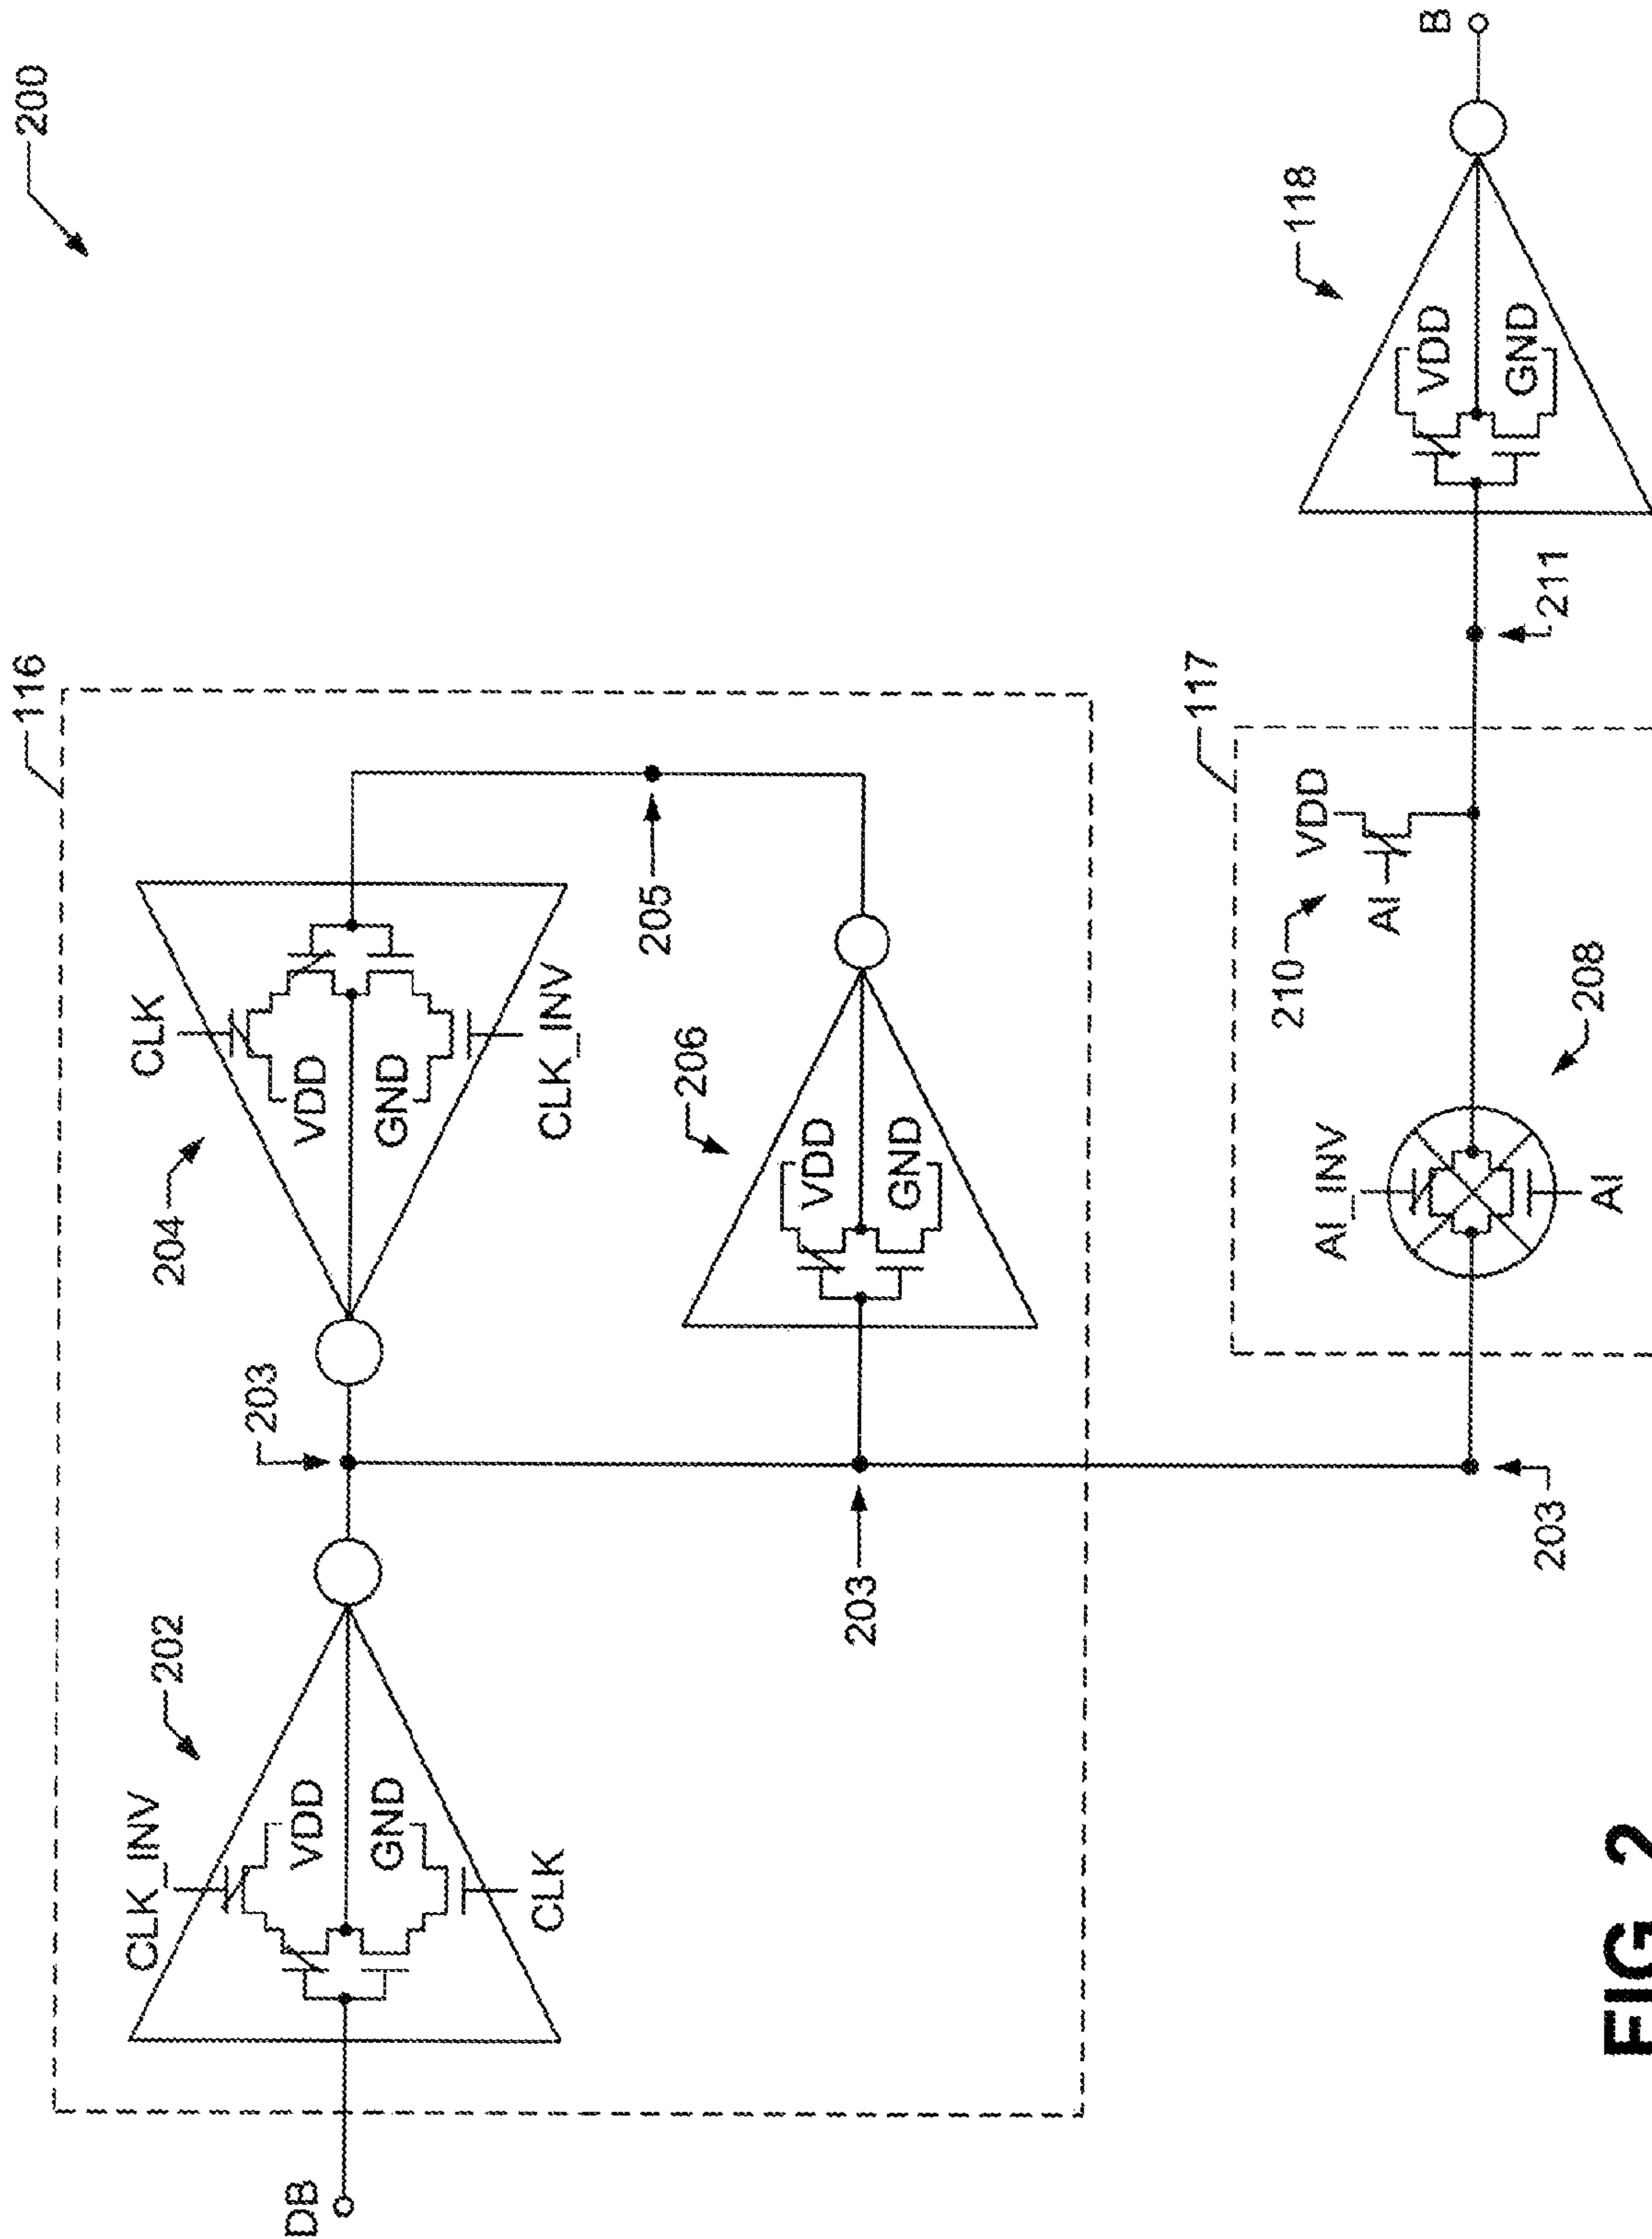 200
116
CLK_INV
202
VDD
GND
CLK
DB
203
204
CLK
VDD
GND
CLK_INV
205
206
VDD
GND
203
203
117
AI_INV
AI
208
210
VDD
AI
211
118
VDD
GND
B
FIG. 2